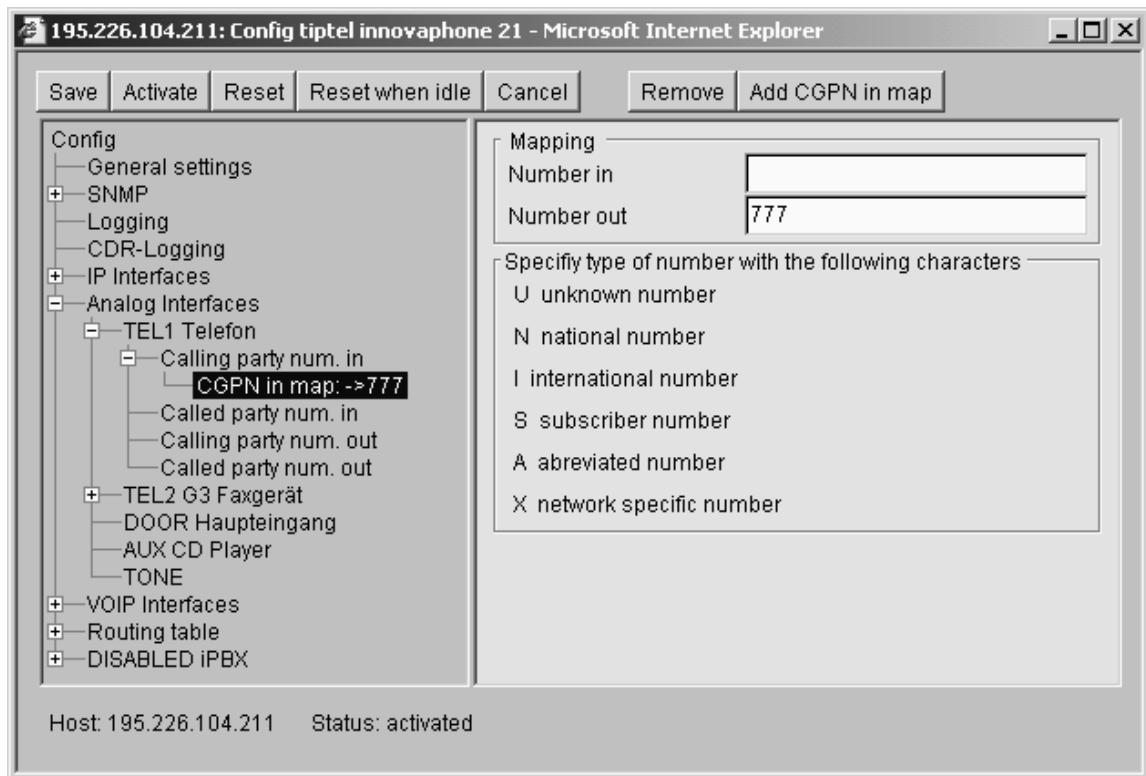 195.226.104.211: Config tiptel innovaphone 21 - Microsoft Internet Explorer
Save Activate Reset Reset when idle Cancel Remove Add CGPN in map
Config
General settings
SNMP
Logging
CDR-Logging
IP Interfaces
Analog Interfaces
TEL1 Telefon
Calling party num. in
CGPN in map: ->777
Called party num. in
Calling party num. out
Called party num. out
TEL2 G3 Faxgerät
DOOR Haupteingang
AUX CD Player
TONE
VOIP Interfaces
Routing table
DISABLED iPBX
Mapping
Number in
Number out 777
Specifiy type of number with the following characters
U unknown number
N national number
I international number
S subscriber number
A abreviated number
X network specific number
Host: 195.226.104.211 Status: activated